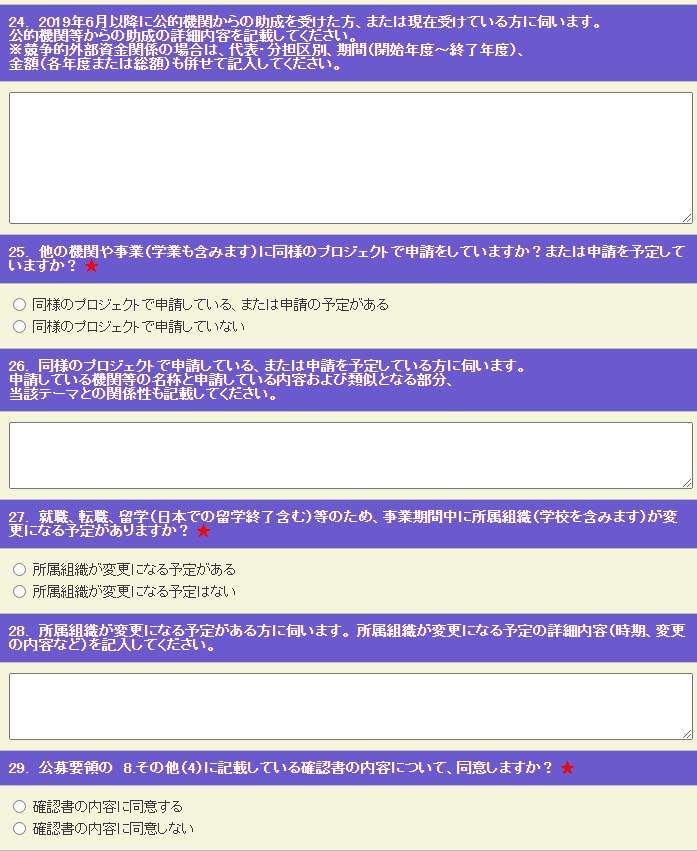 24． 2019年6月以降に公的機関からの助成を受けた方、または現在受けている方に伺います。
公的機関等からの助成の詳細内容を記載してください。
※競争的外部資金関係の場合は、代表・分担区別、期間（開始年度～終了年度）、
金額（各年度または総額）も併せて記入してください。
25． 他の機関や事業（学業も含みます）に同様のプロジェクトで申請をしていますか？または申請を予定して
いますか？ ★
同様のプロジェクトで申請している、または申請の予定がある
同様のプロジェクトで申請していない
26． 同様のプロジェクトで申請している、または申請を予定している方に伺います。
申請している機関等の名称と申請している内容および類似となる部分、
当該テーマとの関係性も記載してください。
27． 就職、転職、留学（日本での留学終了含む）等のため、事業期間中に所属組織（学校を含みます）が変
更になる予定がありますか？ ★
所属組織が変更になる予定がある
所属組織が変更になる予定はない
28． 所属組織が変更になる予定がある方に伺います。所属組織が変更になる予定の詳細内容（時期、変更
の内容など）を記入してください。
29． 公募要領の 8.その他（4）に記載している確認書の内容について、同意しますか？ ★
確認書の内容に同意する
確認書の内容に同意しない